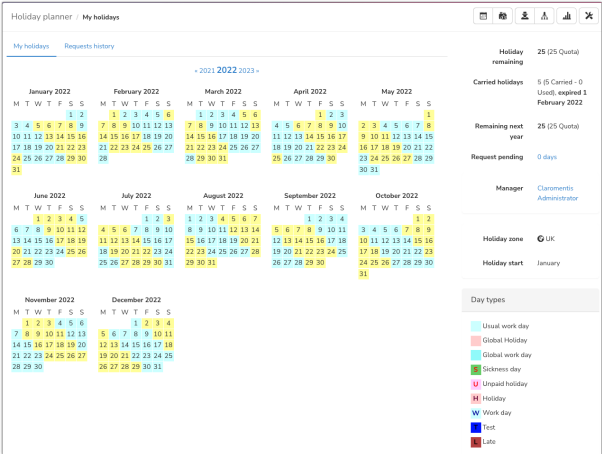 Holiday planner / My holidays
My holidays Requests history
« 2021 2022 2023 »
January 2022
M T W T F S S
1 2
3 4 5 6 7 8 9
10 11 12 13 14 15 16
17 18 19 20 21 22 23
24 25 26 27 28 29 30
31
February 2022
M T W T F S S
1 2 3 4 5 6
7 8 9 10 11 12 13
14 15 16 17 18 19 20
21 22 23 24 25 26 27
28
March 2022
M T W T F S S
1 2 3 4 5 6
7 8 9 10 11 12 13
14 15 16 17 18 19 20
21 22 23 24 25 26 27
28 29 30 31
April 2022
M T W T F S S
1 2 3
4 5 6 7 8 9 10
11 12 13 14 15 16 17
18 19 20 21 22 23 24
25 26 27 28 29 30
May 2022
M T W T F S S
1
2 3 4 5 6 7 8
9 10 11 12 13 14 15
16 17 18 19 20 21 22
23 24 25 26 27 28 29
30 31
June 2022
M T W T F S S
1 2 3 4 5
6 7 8 9 10 11 12
13 14 15 16 17 18 19
20 21 22 23 24 25 26
27 28 29 30
July 2022
M T W T F S S
1 2 3
4 5 6 7 8 9 10
11 12 13 14 15 16 17
18 19 20 21 22 23 24
25 26 27 28 29 30 31
August 2022
M T W T F S S
1 2 3 4 5 6 7
8 9 10 11 12 13 14
15 16 17 18 19 20 21
22 23 24 25 26 27 28
29 30 31
September 2022
M T W T F S S
1 2 3 4
5 6 7 8 9 10 11
12 13 14 15 16 17 18
19 20 21 22 23 24 25
26 27 28 29 30
October 2022
M T W T F S S
1 2
3 4 5 6 7 8 9
10 11 12 13 14 15 16
17 18 19 20 21 22 23
24 25 26 27 28 29 30
31
November 2022
M T W T F S S
1 2 3 4 5 6
7 8 9 10 11 12 13
14 15 16 17 18 19 20
21 22 23 24 25 26 27
28 29 30
December 2022
M T W T F S S
1 2 3 4
5 6 7 8 9 10 11
12 13 14 15 16 17 18
19 20 21 22 23 24 25
26 27 28 29 30 31
Holiday remaining
25 (25 Quota)
Carried holidays
5 (5 Carried - 0
Used), expired 1
February 2022
Remaining next
year
25 (25 Quota)
Request pending
0 days
Manager
Claromentis
Administrator
Holiday zone
UK
Holiday start
January
Day types
Usual work day
Global Holiday
Global work day
S Sickness day
U Unpaid holiday
H Holiday
W Work day
T Test
L Late